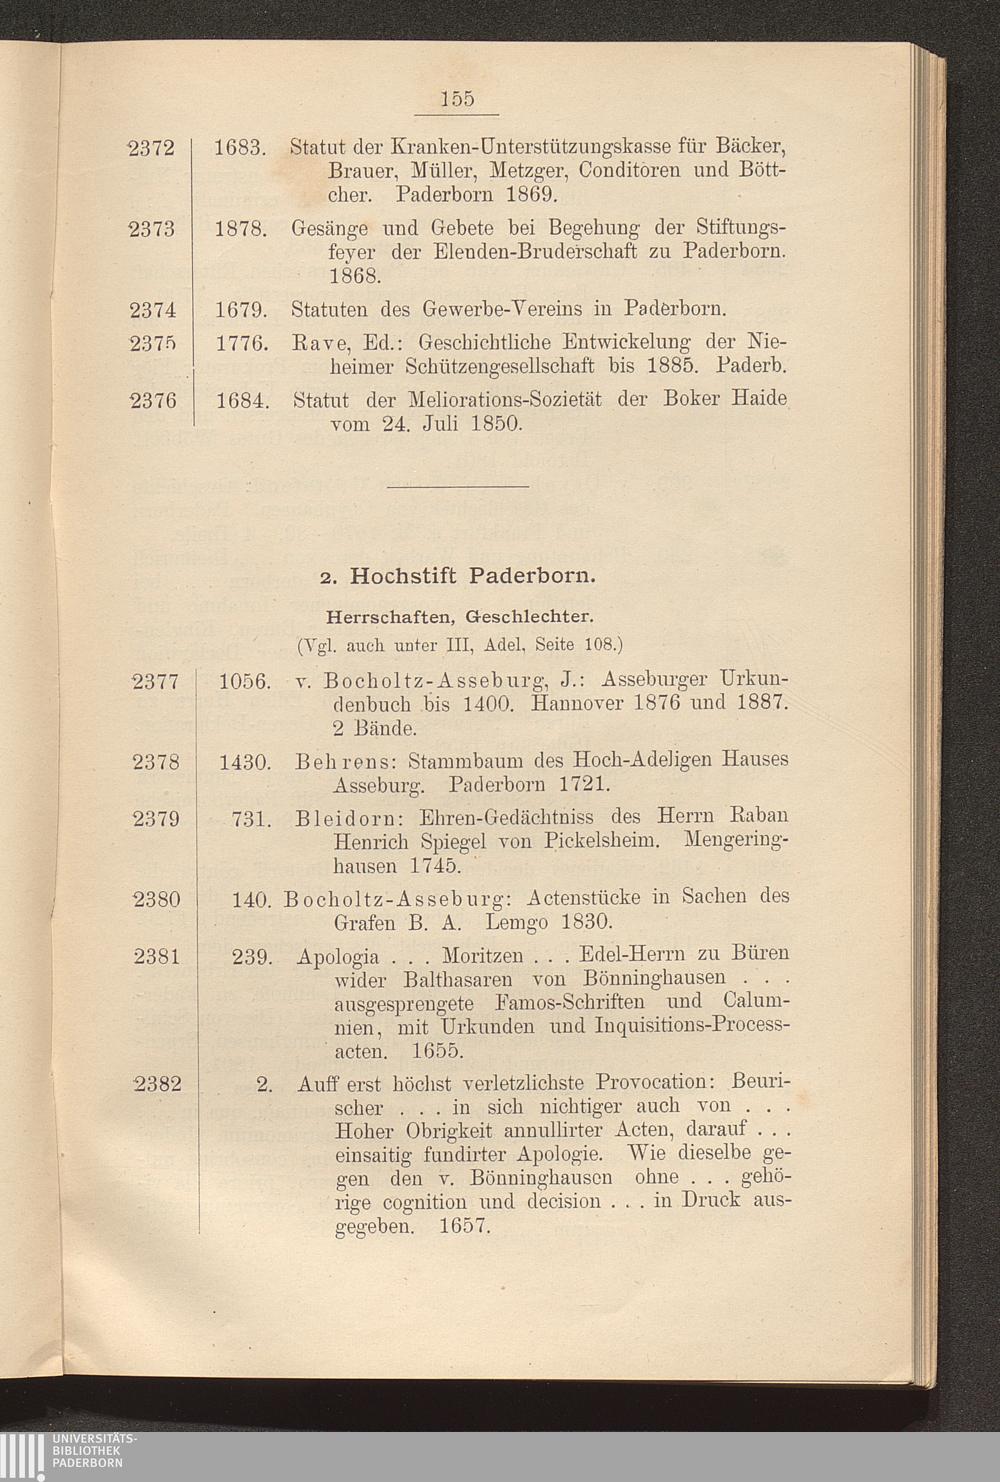 155
2372 1683. Statut der Kranken-Unterstützungskasse für Bäcker,
Brauer, Müller, Metzger, Conditoren und Bött-
cher. Paderborn 1869.
2373 1878. Gesänge und Gebete bei Begehung der Stiftungs-
feyer der Elenden-Bruderschaft zu Paderborn.
1868.
2374 1679. Statuten des Gewerbe-Vereins in Paderborn.
2375 1776. Rave, Ed.: Geschichtliche Entwickelung der Nie-
heimer Schützengesellschaft bis 1885. Paderb.
2376 1684. Statut der Meliorations-Sozietät der Boker Haide
vom 24. Juli 1850.
2. Hochstift Paderborn.
Herrschaften, Geschlechter.
(Vgl. auch unter III, Adel, Seite 108.)
2377 1056. v. Bocholtz-Asseburg, J.: Asseburger Urkun-
denbuch bis 1400. Hannover 1876 und 1887.
2 Bände.
2378 1430. Behrens: Stammbaum des Hoch-Adeligen Hauses
Asseburg. Paderborn 1721.
2379 731. Bleidorn: Ehren-Gedächtniss des Herrn Raban
Henrich Spiegel von Pickelsheim. Mengering-
hausen 1745.
2380 140. Bocholtz-Asseburg: Actenstücke in Sachen des
Grafen B. A. Lemgo 1830.
2381 239. Apologia . . . Moritzen . . . Edel-Herrn zu Büren
wider Balthasaren von Bönninghausen . . .
ausgesprengete Famos-Schriften und Calum-
nien, mit Urkunden und Inquisitions-Process-
acten. 1655.
2382 2. Auff erst höchst verletzlichste Provocation: Beuri-
scher . . . in sich nichtiger auch von . . .
Hoher Obrigkeit annullirter Acten, darauf . . .
einsaitig fundirter Apologie. Wie dieselbe ge-
gen den v. Bönninghausen ohne . . . gehö-
rige cognition und decision . . . in Druck aus-
gegeben. 1657.
UNIVERSITÄTS-
BIBLIOTHEK
PADERBORN